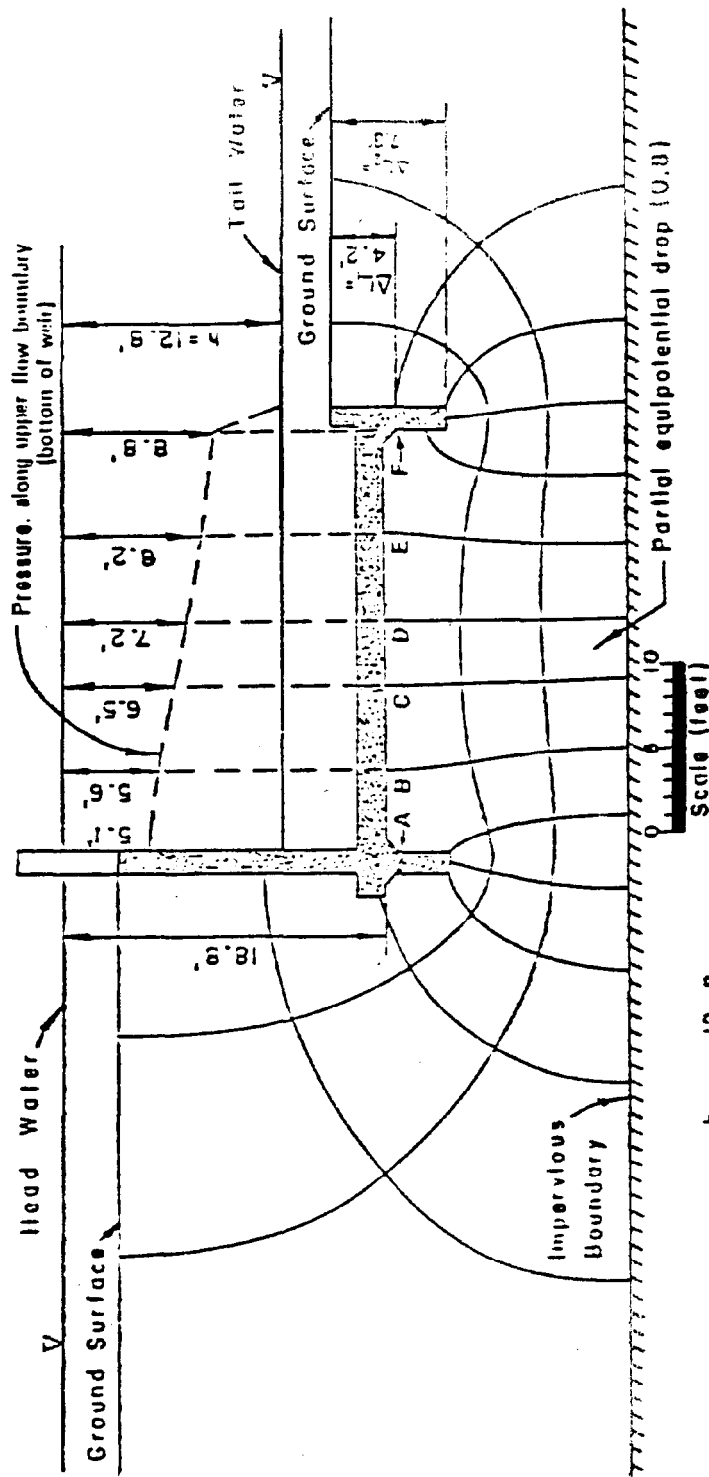 Head Water
Ground Surface
Pressure, along upper flow boundary
(bottom of weir)
Tail Water
Ground Surface
h = 12.8'
5.1'
5.6'
6.5'
7.2'
8.2'
8.8'
18.8'
ΔL =
4.2'
A
B
C
D
E
F
Impervious
Boundary
Partial equipotential drop (0.8)
0 10
Scale (feet)